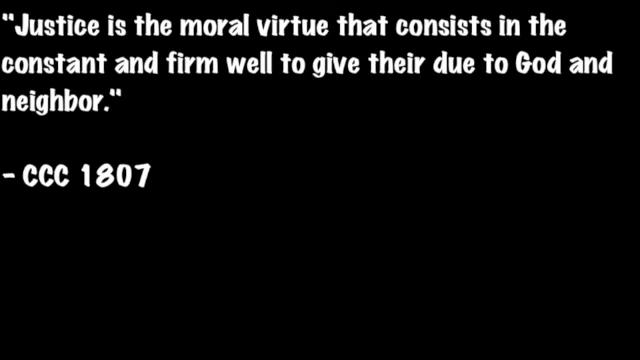 "Justice is the moral virtue that consists in the
constant and firm well to give their due to God and
neighbor."
- CCC 1807